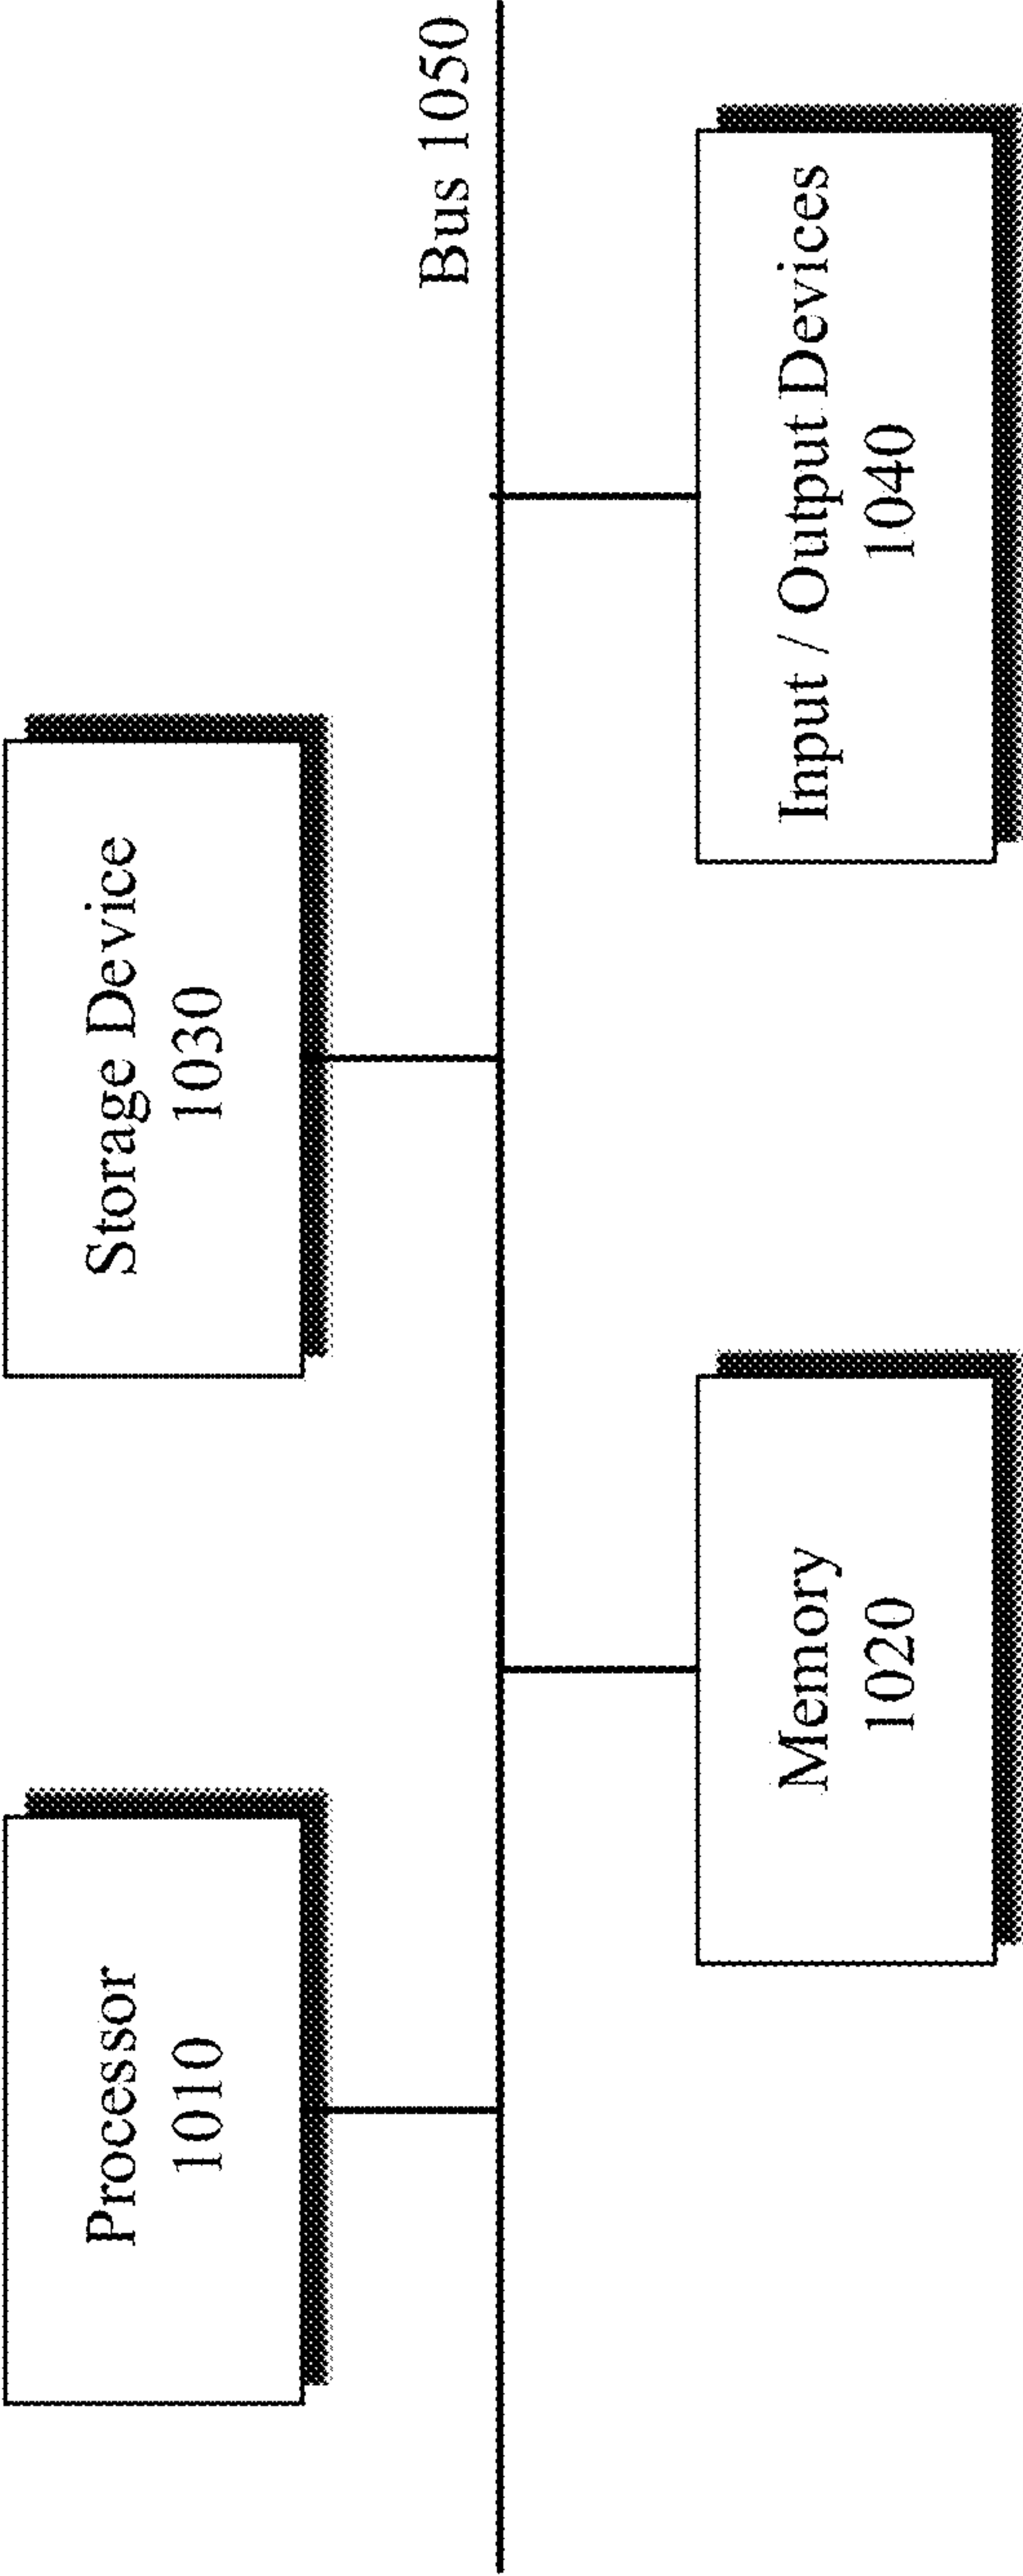 Processor
1010
Storage Device
1030
Bus 1050
Memory
1020
Input / Output Devices
1040